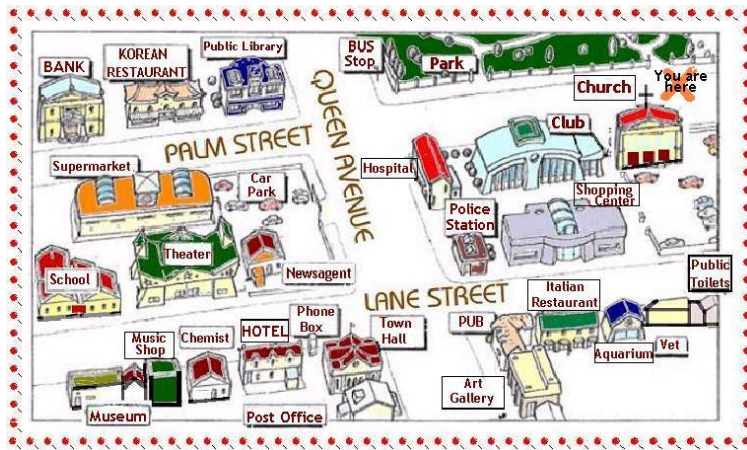 BANK
KOREAN
RESTAURANT
Public Library
BUS
Stop
Park
You are
here
Church
QUEEN AVENUE
PALM STREET
Club
Supermarket
Car
Park
Hospital
Shopping
Center
Police
Station
School
Theater
Newsagent
LANE STREET
Italian
Restaurant
Public
Toilets
Music
Shop
Chemist
HOTEL
Phone
Box
Town
Hall
PUB
Aquarium
Vet
Museum
Post Office
Art
Gallery